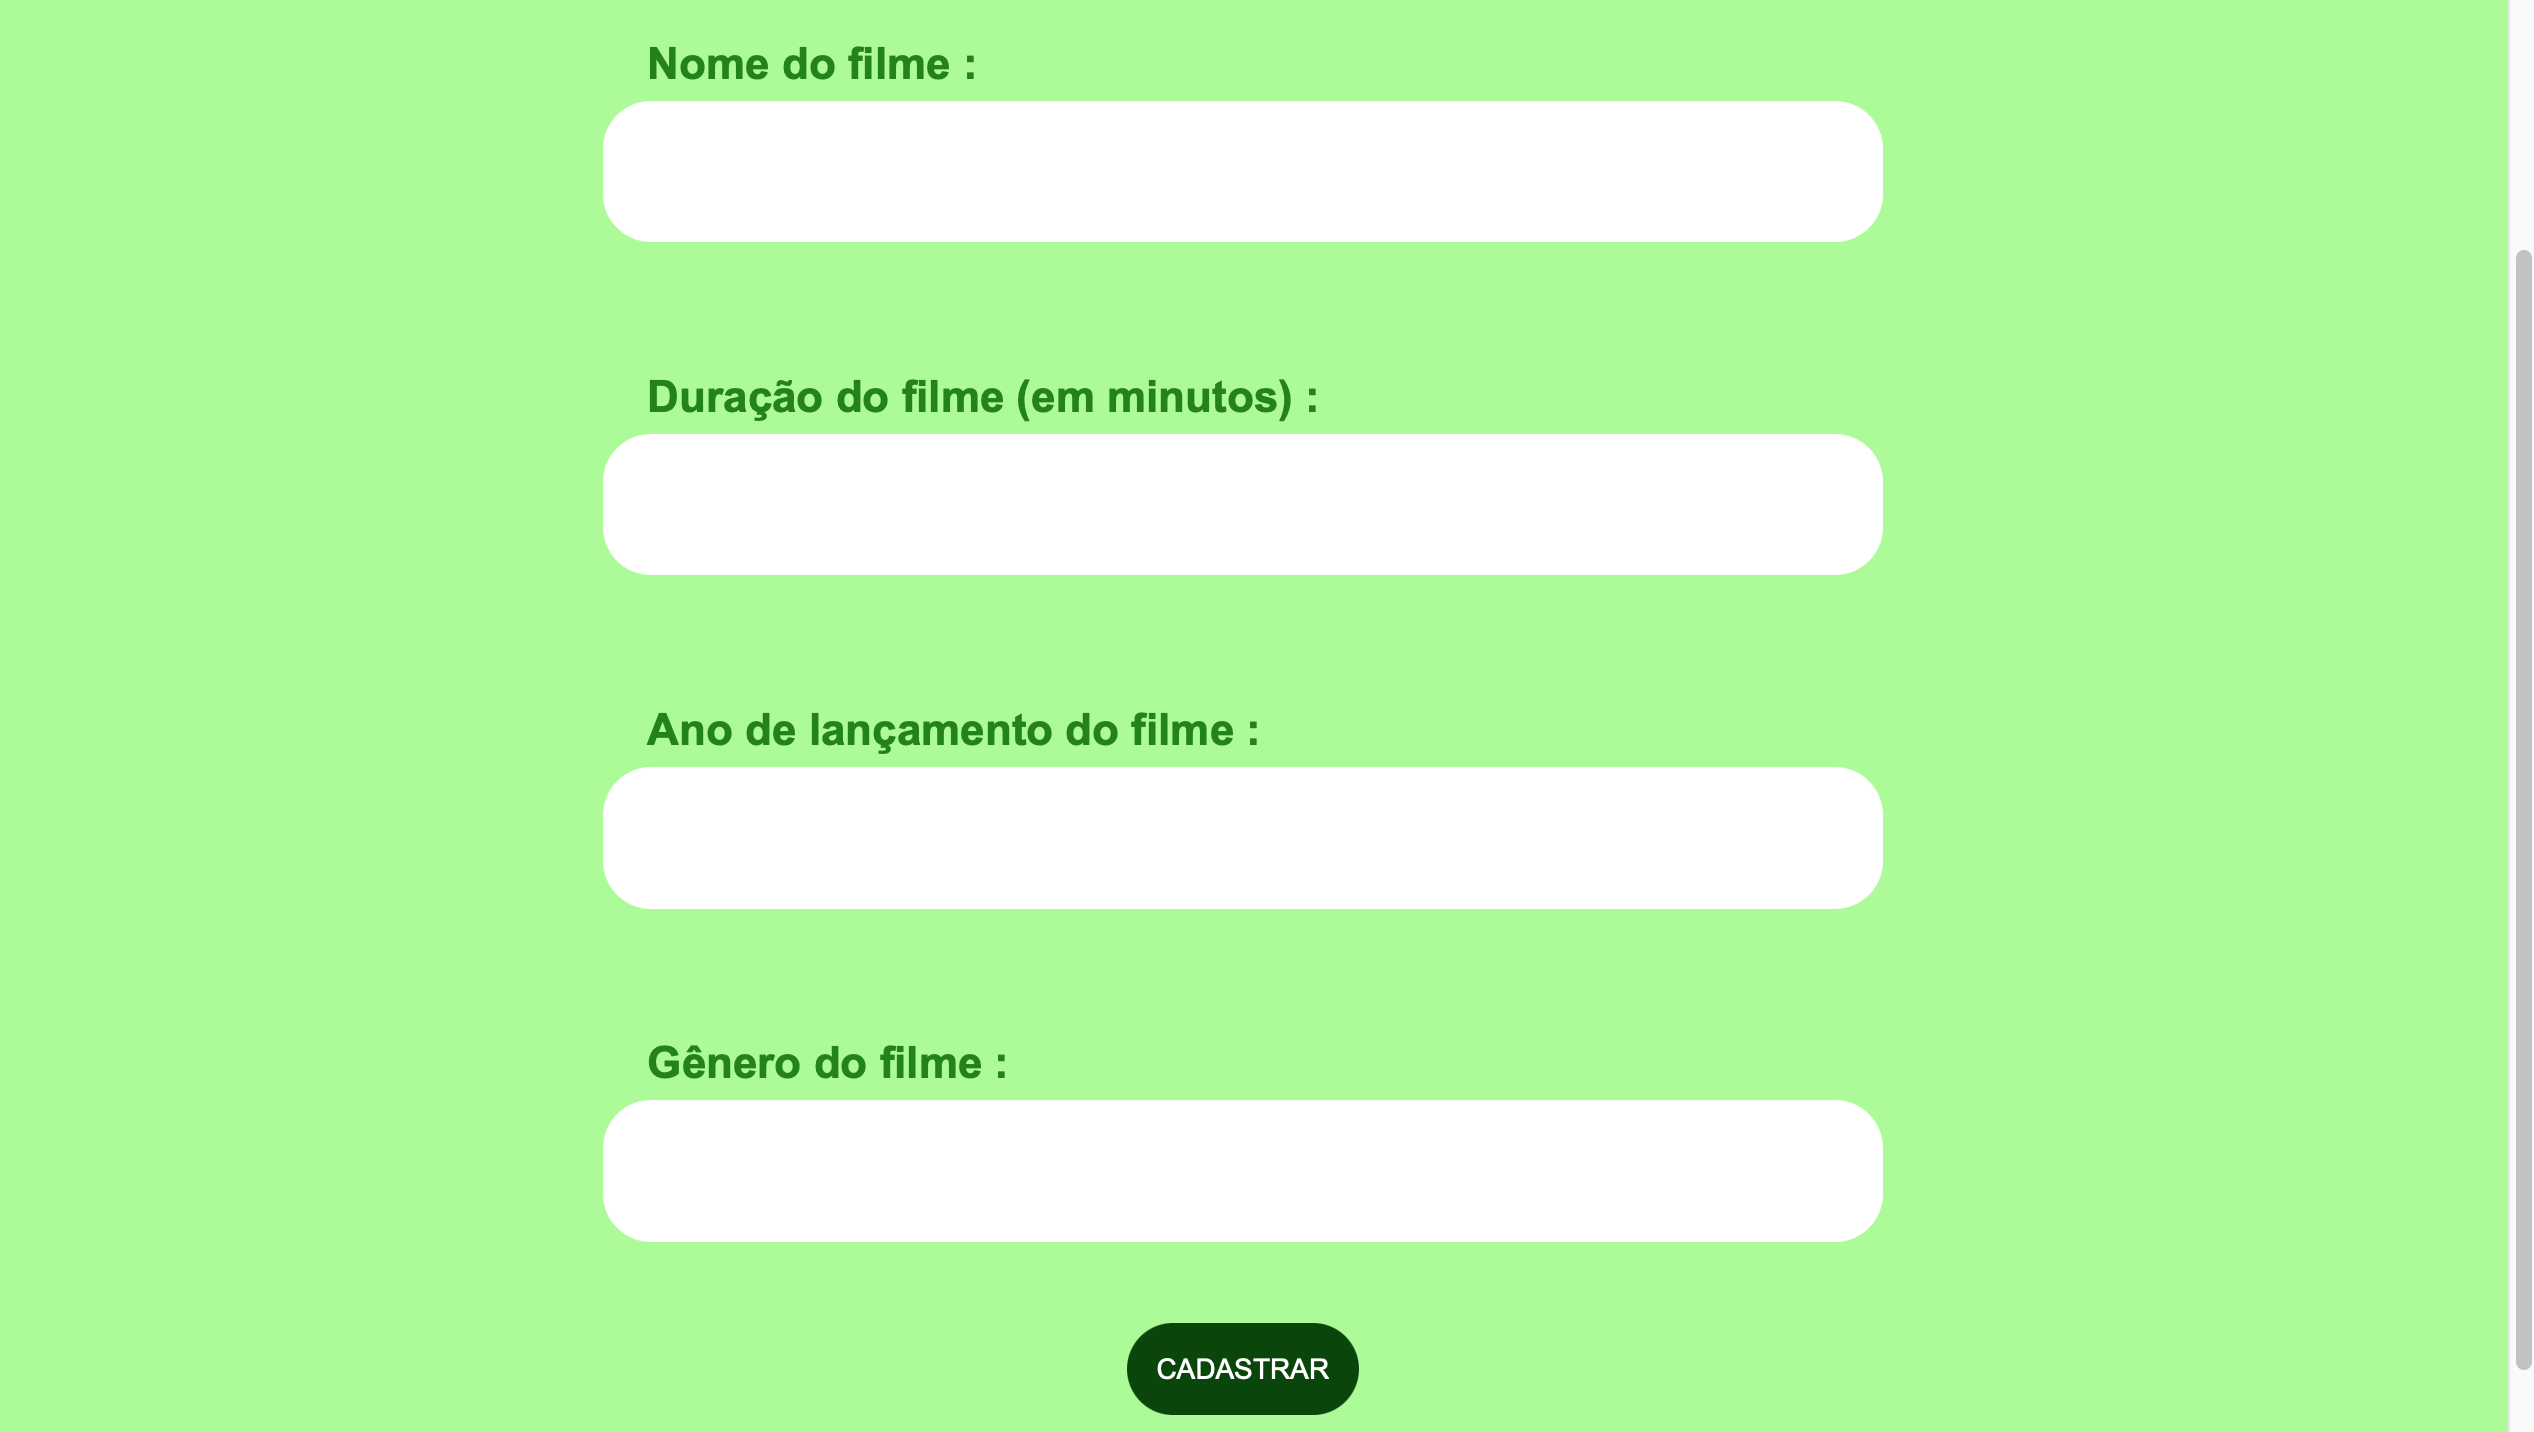 Nome do filme :
Duração do filme (em minutos) :
Ano de lançamento do filme :
Gênero do filme :
CADASTRAR